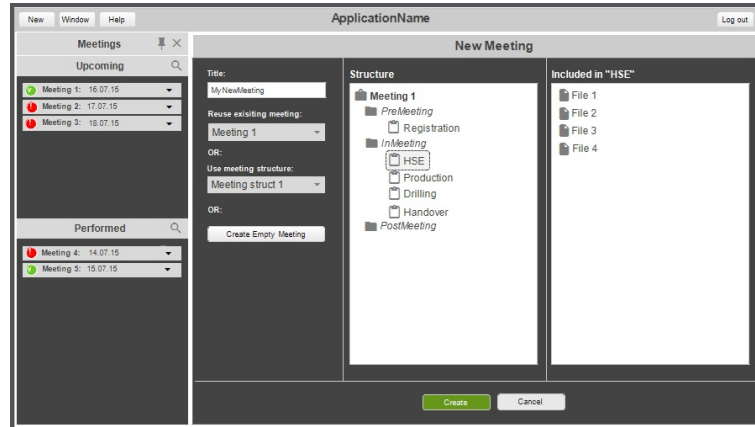 New Window Help
ApplicationName
Log out
Meetings
Upcoming
Meeting 1: 16.07.15
Meeting 2: 17.07.15
Meeting 3: 18.07.15
Performed
Meeting 4: 14.07.15
Meeting 5: 15.07.15
New Meeting
Title:
MyNewMeeting
Reuse exisiting meeting:
Meeting 1
OR:
Use meeting structure:
Meeting struct 1
OR:
Create Empty Meeting
Structure
Meeting 1
PreMeeting
Registration
InMeeting
HSE
Production
Drilling
Handover
PostMeeting
Included in "HSE"
File 1
File 2
File 3
File 4
Create
Cancel